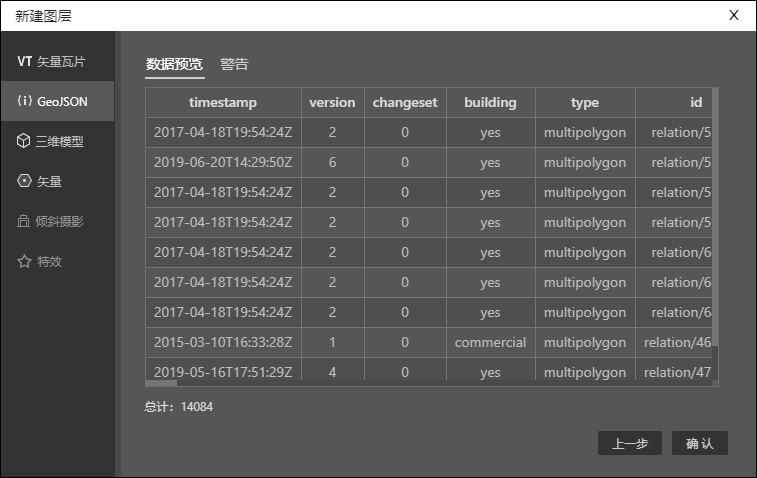 新建图层 X
VT 矢量瓦片
GeoJSON
三维模型
矢量
倾斜摄影
特效
数据预览 警告
timestamp version changeset building type id
2017-04-18T19:54:24Z 2 0 yes multipolygon relation/5
2019-06-20T14:29:50Z 6 0 yes multipolygon relation/5
2017-04-18T19:54:24Z 2 0 yes multipolygon relation/5
2017-04-18T19:54:24Z 2 0 yes multipolygon relation/5
2017-04-18T19:54:24Z 2 0 yes multipolygon relation/6
2017-04-18T19:54:24Z 2 0 yes multipolygon relation/6
2017-04-18T19:54:24Z 2 0 yes multipolygon relation/6
2015-03-10T16:33:28Z 1 0 commercial multipolygon relation/46
2019-05-16T17:51:29Z 4 0 yes multipolygon relation/47
总计：14084
上一步 确认